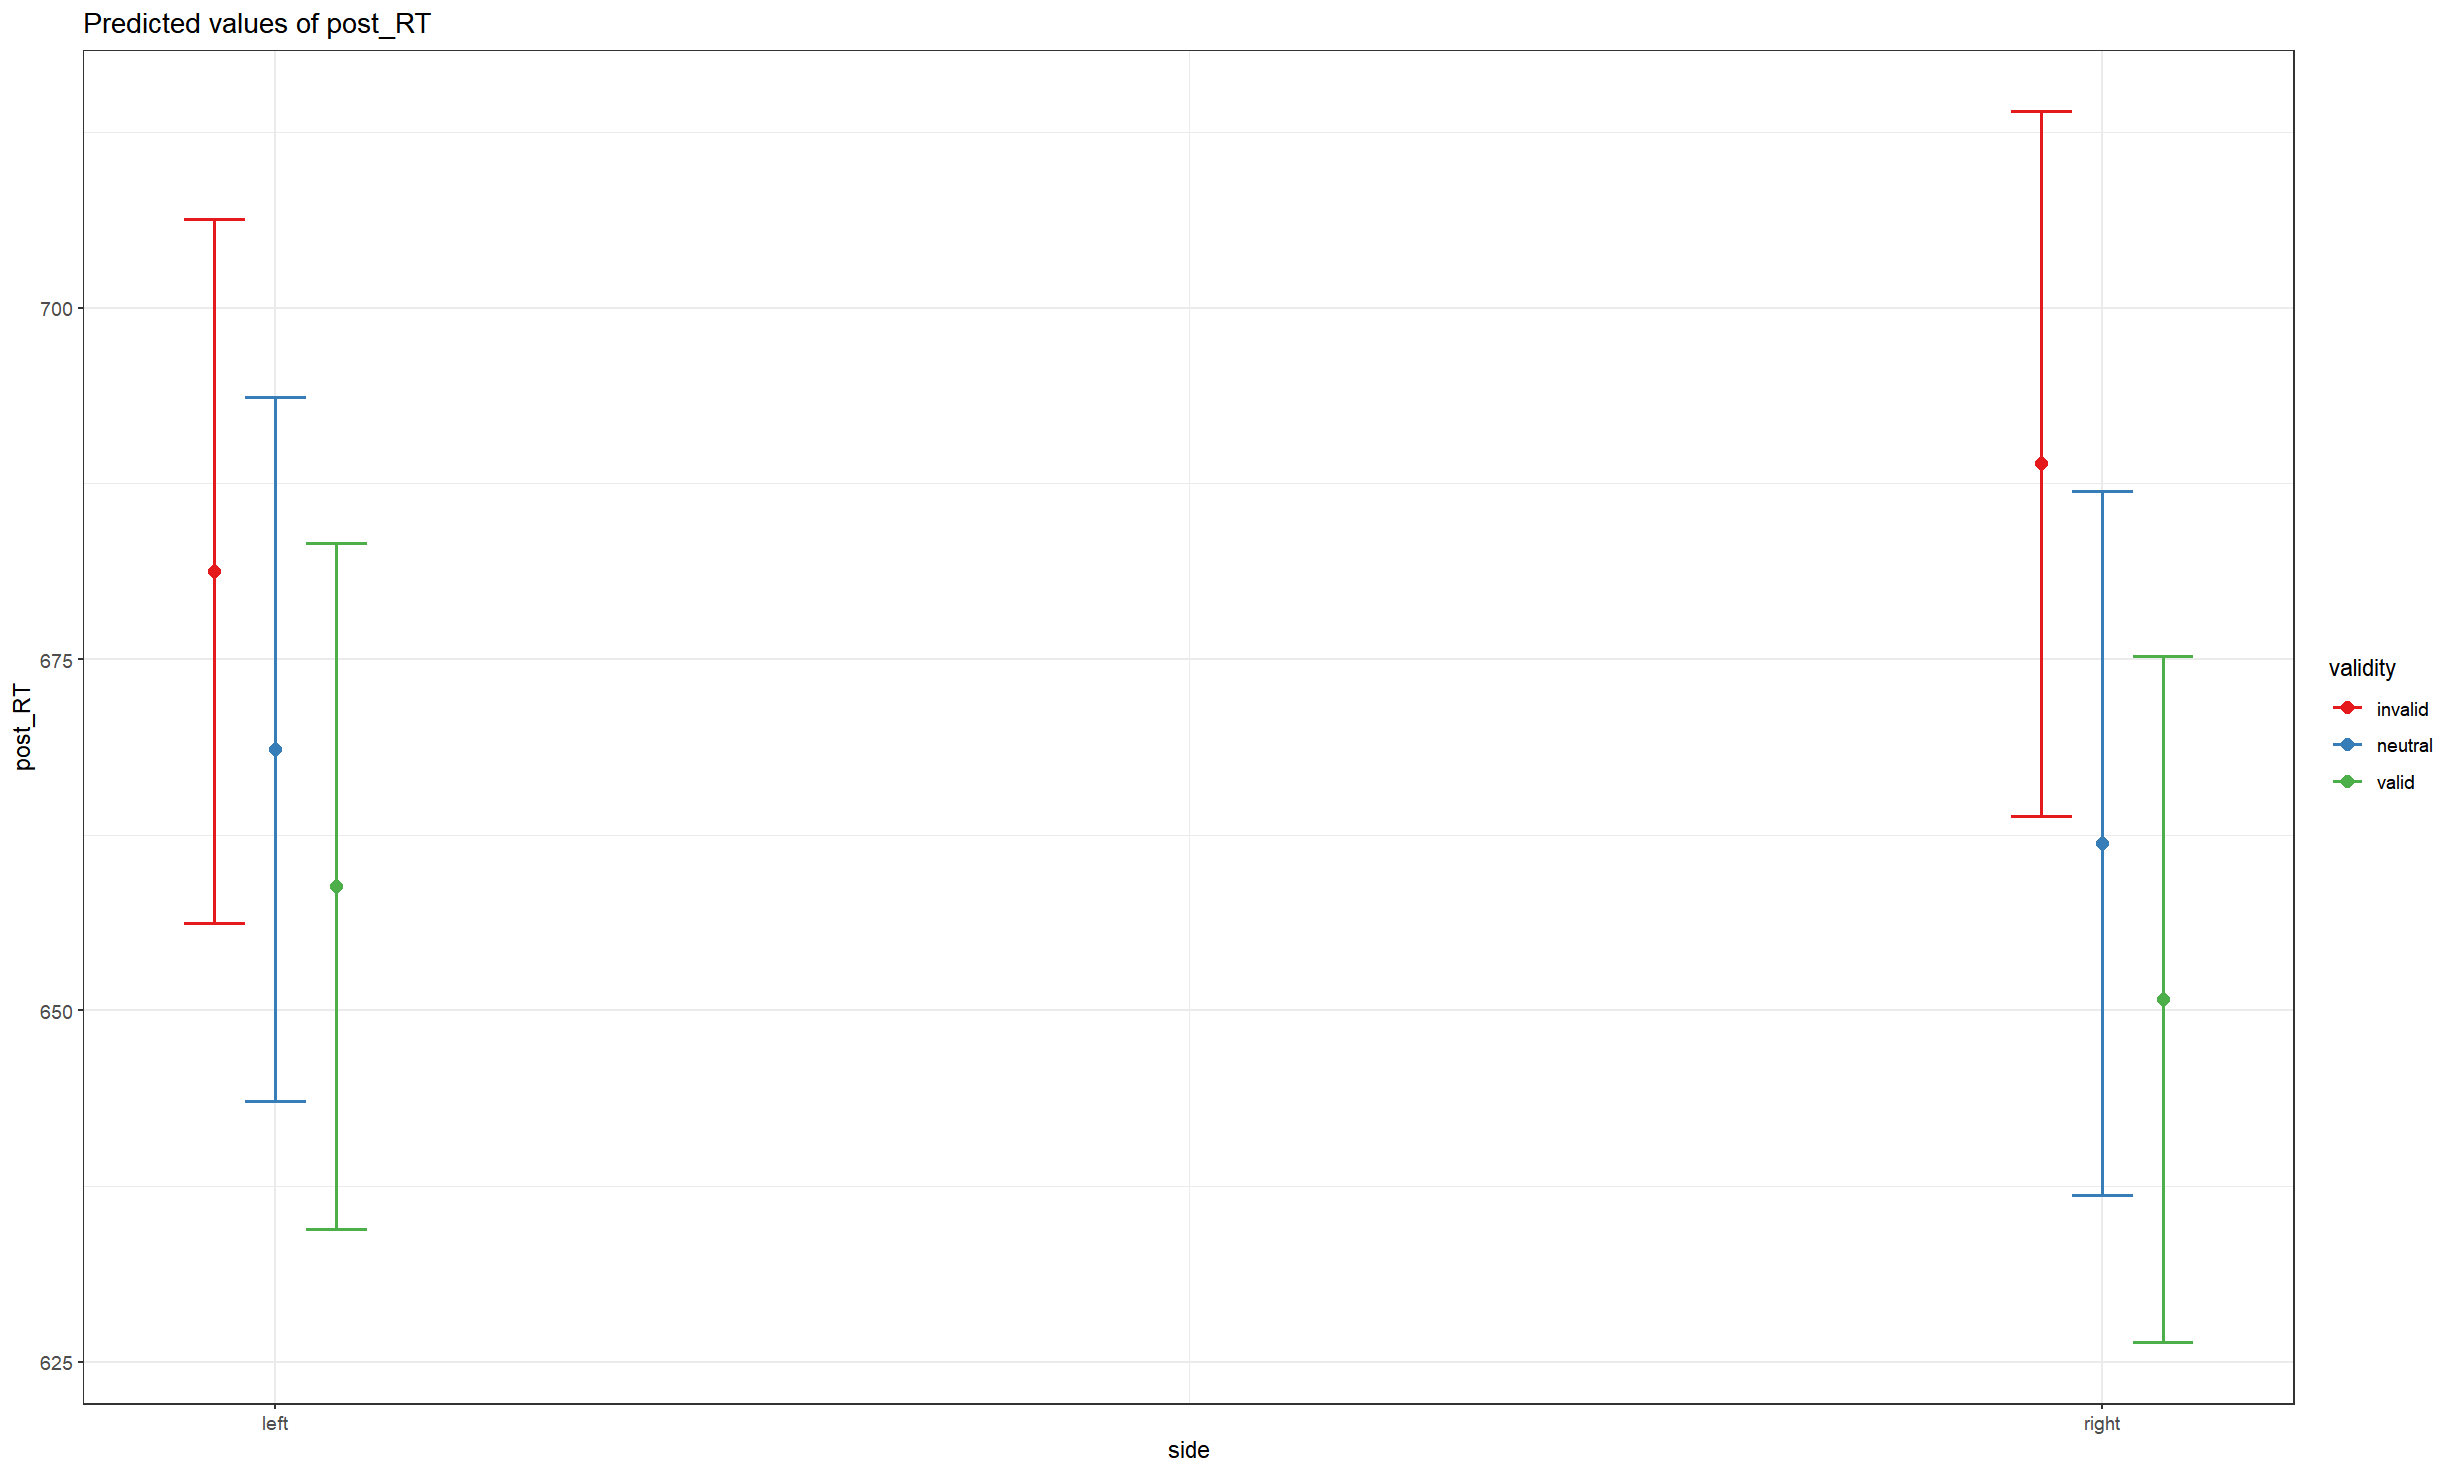 Predicted values of post_RT
700
675
650
625
post_RT
left
right
side
validity
invalid
neutral
valid